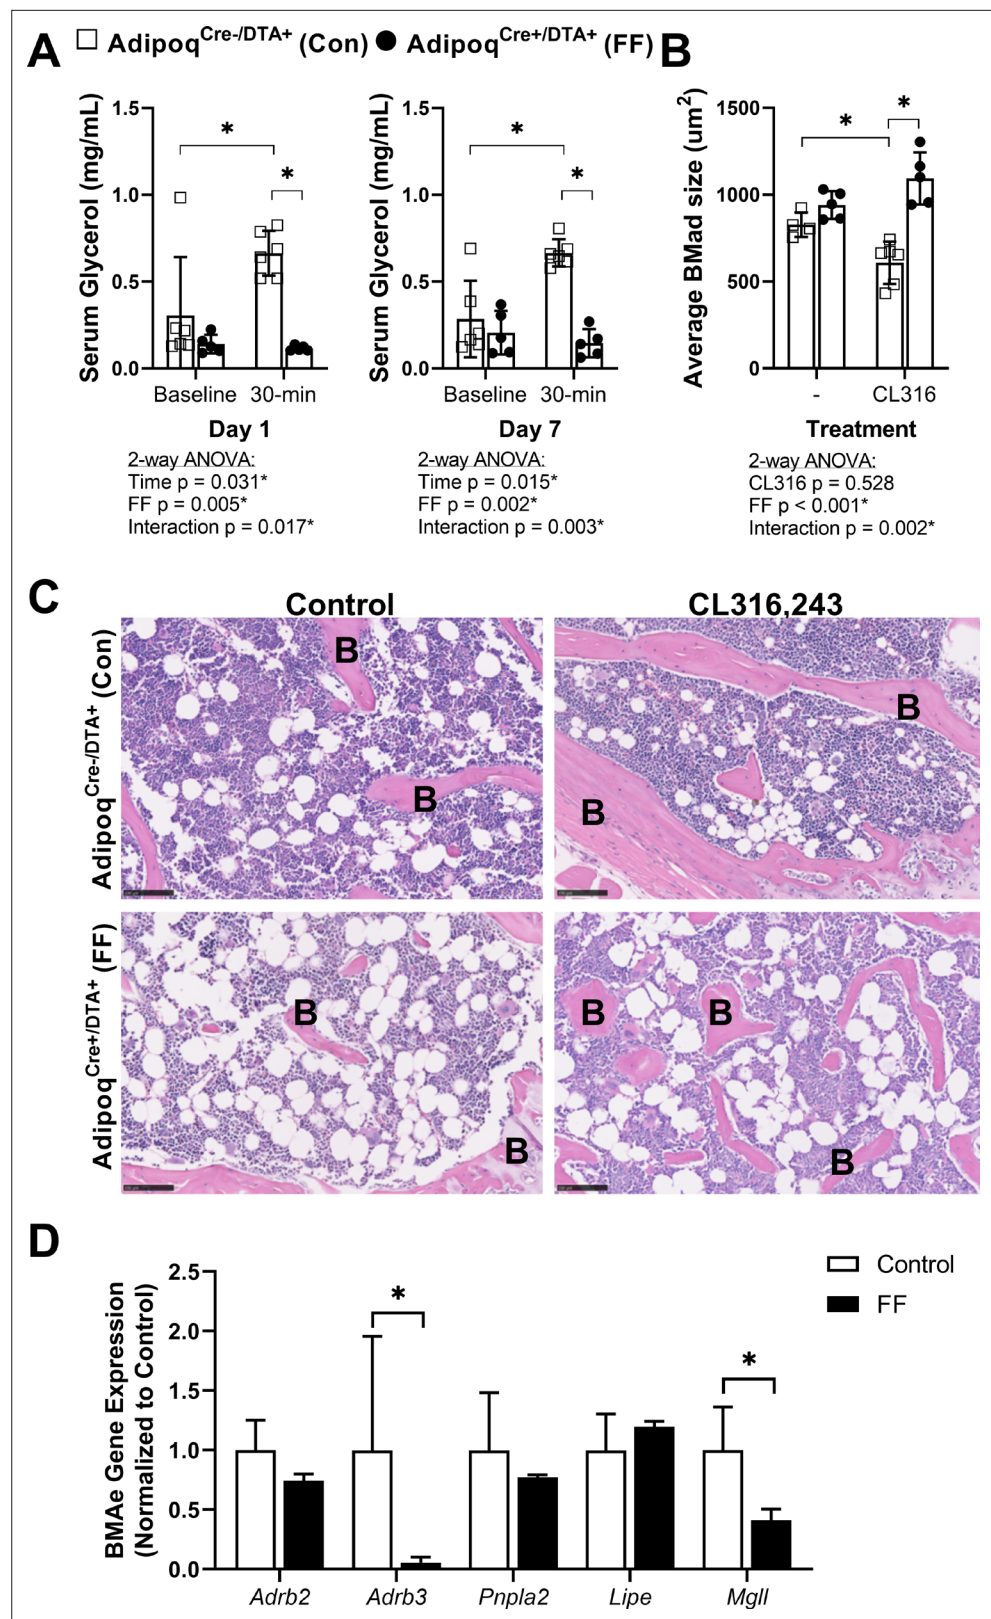 A
□ Adipoq^Cre-/DTA+ (Con) ● Adipoq^Cre+/DTA+ (FF)
B
Serum Glycerol (mg/mL)
1.5
1.0
0.5
0.0
*
*
Baseline 30-min
Day 1
2-way ANOVA:
Time p = 0.031*
FF p = 0.005*
Interaction p = 0.017*
Serum Glycerol (mg/mL)
1.5
1.0
0.5
0.0
*
*
Baseline 30-min
Day 7
2-way ANOVA:
Time p = 0.015*
FF p = 0.002*
Interaction p = 0.003*
Average BMad size (um²)
1500
1000
500
0
*
*
- CL316
Treatment
2-way ANOVA:
CL316 p = 0.528
FF p < 0.001*
Interaction p = 0.002*
C
Control
CL316,243
Adipoq^Cre-/DTA+ (Con)
B
B
B
B
Adipoq^Cre+/DTA+ (FF)
B
B
B
B
B
D
BMAe Gene Expression
(Normalized to Control)
2.5
2.0
1.5
1.0
0.5
0.0
*
*
Control
FF
Adrb2 Adrb3 Pnpla2 Lipe Mgll